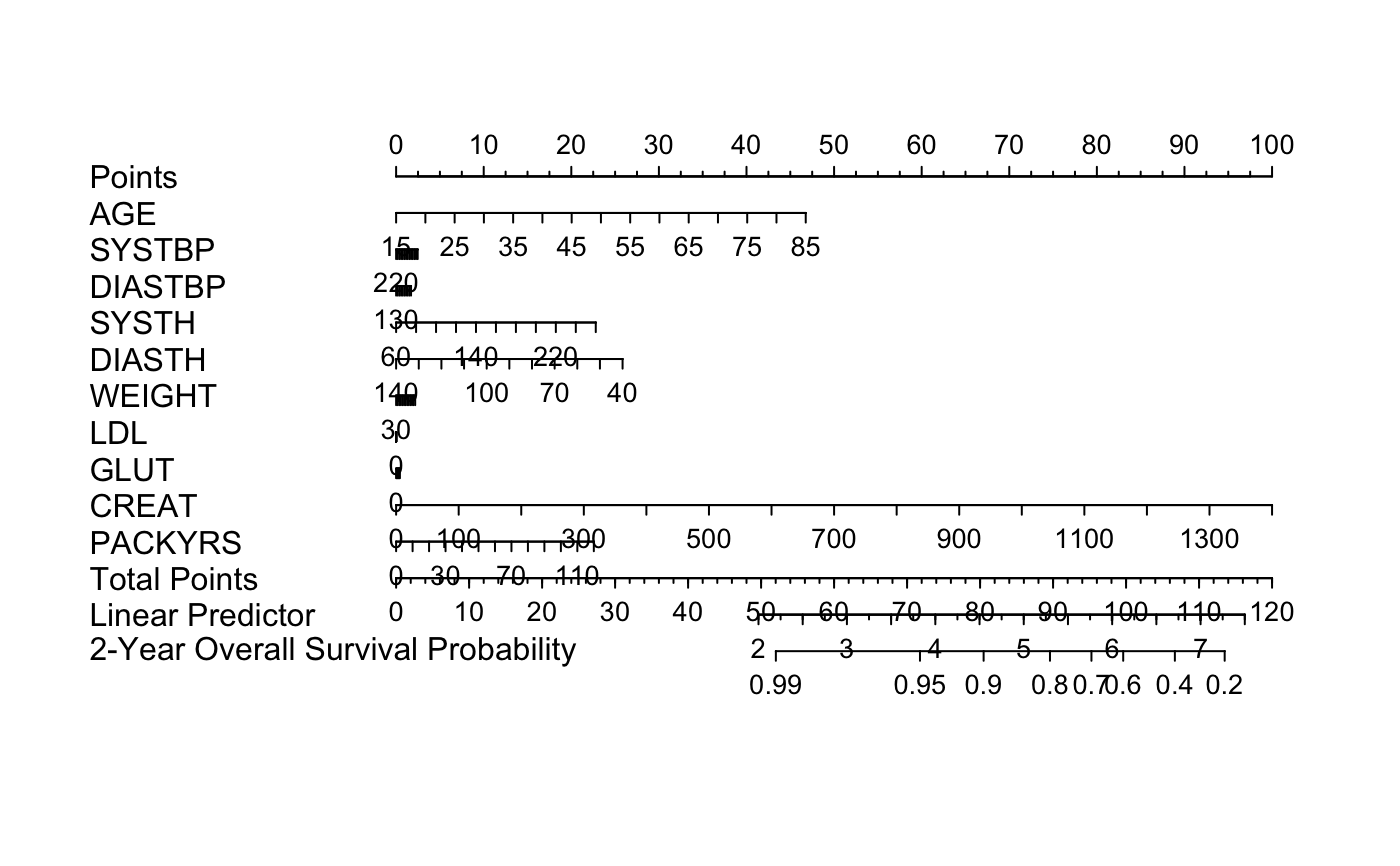 0 10 20 30 40 50 60 70 80 90 100
Points
AGE
15 25 35 45 55 65 75 85
SYSTBP
220
DIASTBP
130
SYSTH
60 140 220
DIASTH
140 100 70 40
WEIGHT
30
LDL
0
GLUT
0
CREAT
0 100 300 500 700 900 1100 1300
PACKYRS
0 30 70 110
Total Points
0 10 20 30 40 50 60 70 80 90 100 110 120
Linear Predictor
2 3 4 5 6 7
2-Year Overall Survival Probability
0.99 0.95 0.9 0.8 0.7 0.6 0.4 0.2